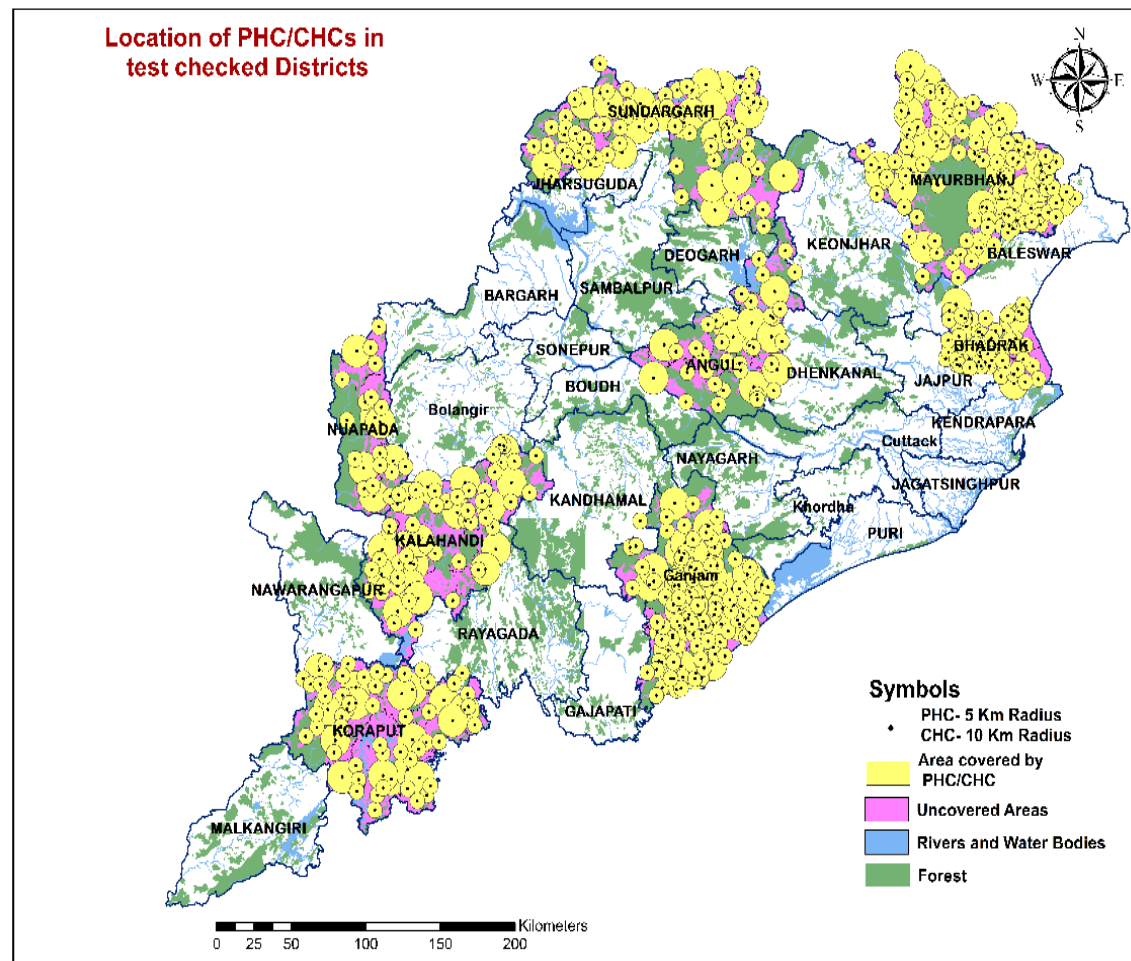 Location of PHC/CHCs in
test checked Districts
N
W E
S
SUNDARGARH
JHARSUGUDA
MAYURBHANJ
KEONJHAR
BALESWAR
DEOGARH
SAMBALPUR
BARGARH
SONEPUR
ANGUL
BHADRAK
DHENKANAL
BOUDH
JAJPUR
Bolangir
NUAPADA
KENDRAPARA
Cuttack
NAYAGARH
JAGATSINGHPUR
KANDHAMAL
Khordha
PURI
KALAHANDI
Ganjam
NAWARANGAPUR
RAYAGADA
GAJAPATI
KORAPUT
MALKANGIRI
Symbols
PHC- 5 Km Radius
CHC- 10 Km Radius
Area covered by
PHC/CHC
Uncovered Areas
Rivers and Water Bodies
Forest
Kilometers
0 25 50 100 150 200